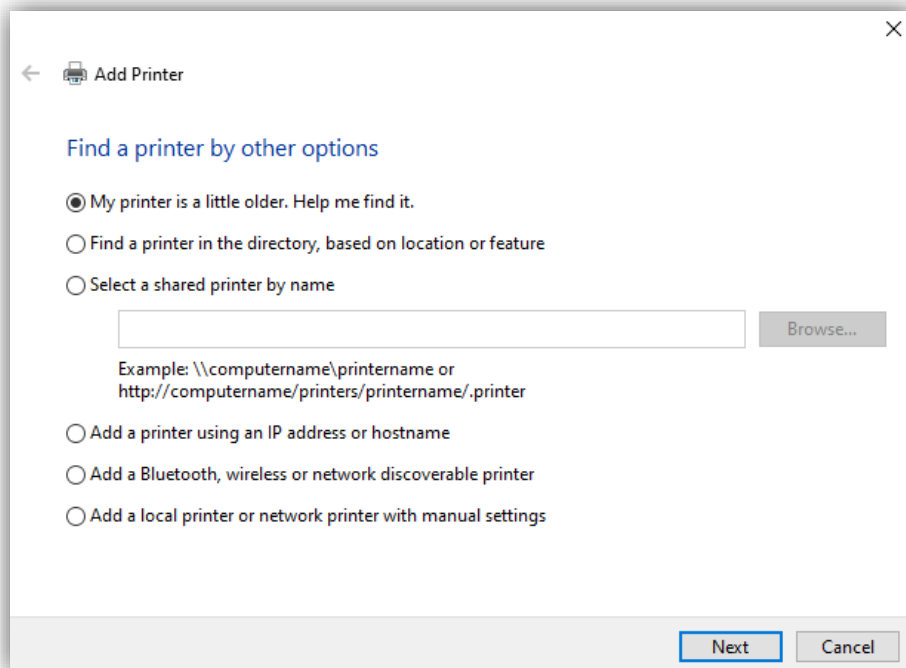 Add Printer
Find a printer by other options
My printer is a little older. Help me find it.
Find a printer in the directory, based on location or feature
Select a shared printer by name
Browse...
Example: \\computername\printername or
http://computername/printers/printername/.printer
Add a printer using an IP address or hostname
Add a Bluetooth, wireless or network discoverable printer
Add a local printer or network printer with manual settings
Next
Cancel